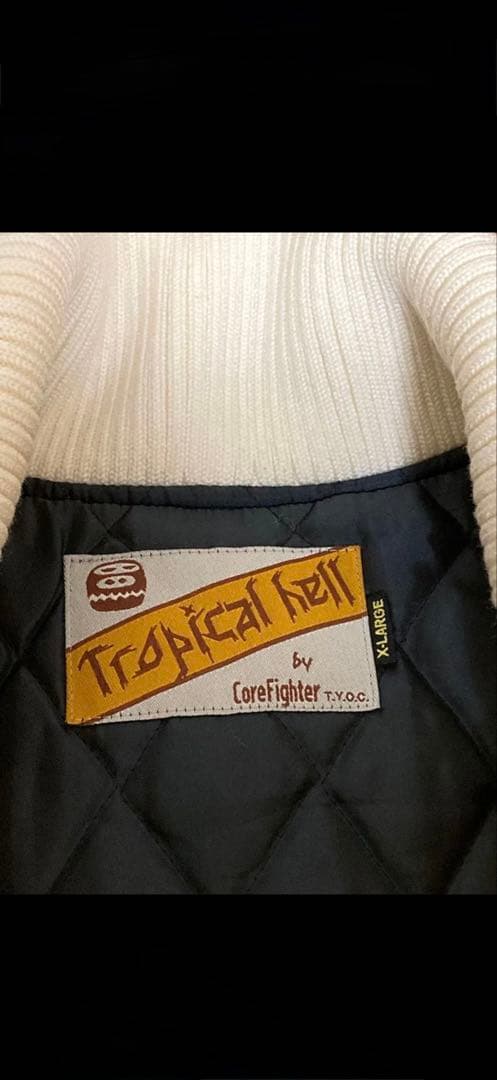 Tropical hell
by
CoreFighter T.Y.O.C.
X-LARGE